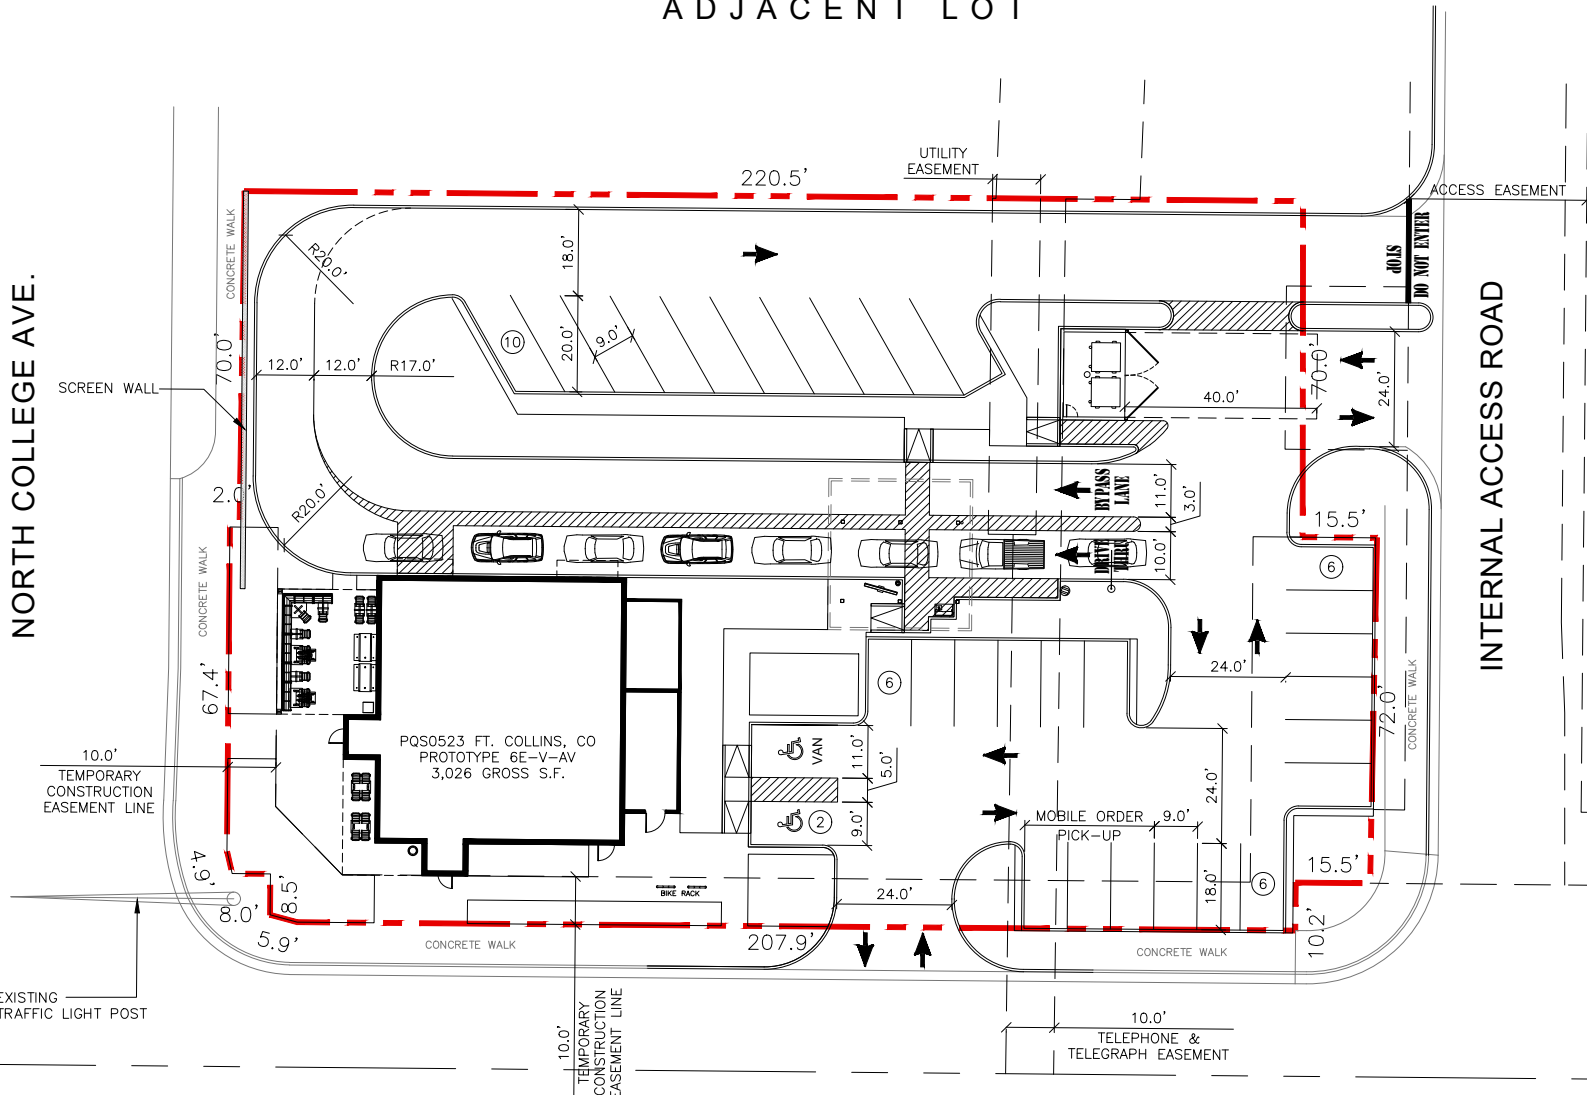 ADJACENT LOT
UTILITY
EASEMENT
220.5'
ACCESS EASEMENT
CONCRETE WALK
R20.0'
18.0'
STOP
DO NOT ENTER
NORTH COLLEGE AVE.
INTERNAL ACCESS ROAD
70.0'
SCREEN WALL
12.0'
12.0'
R17.0'
10
9.0'
20.0'
40.0'
70.0'
24.0'
2.0'
R20.0'
BYPASS
LANE
11.0'
3.0'
DRIVE
THRU
10.0'
15.5'
6
CONCRETE WALK
67.4'
24.0'
6
72.0'
CONCRETE WALK
PQS0523 FT. COLLINS, CO
PROTOTYPE 6E-V-AV
3,026 GROSS S.F.
VAN
11.0'
5.0'
2
9.0'
10.0'
TEMPORARY
CONSTRUCTION
EASEMENT LINE
24.0'
MOBILE ORDER
PICK-UP
9.0'
18.0'
6
15.5'
4.9'
8.5'
8.0'
5.9'
BIKE RACK
24.0'
207.9'
10.2'
CONCRETE WALK
CONCRETE WALK
EXISTING
TRAFFIC LIGHT POST
10.0'
TEMPORARY
CONSTRUCTION
EASEMENT LINE
10.0'
TELEPHONE &
TELEGRAPH EASEMENT